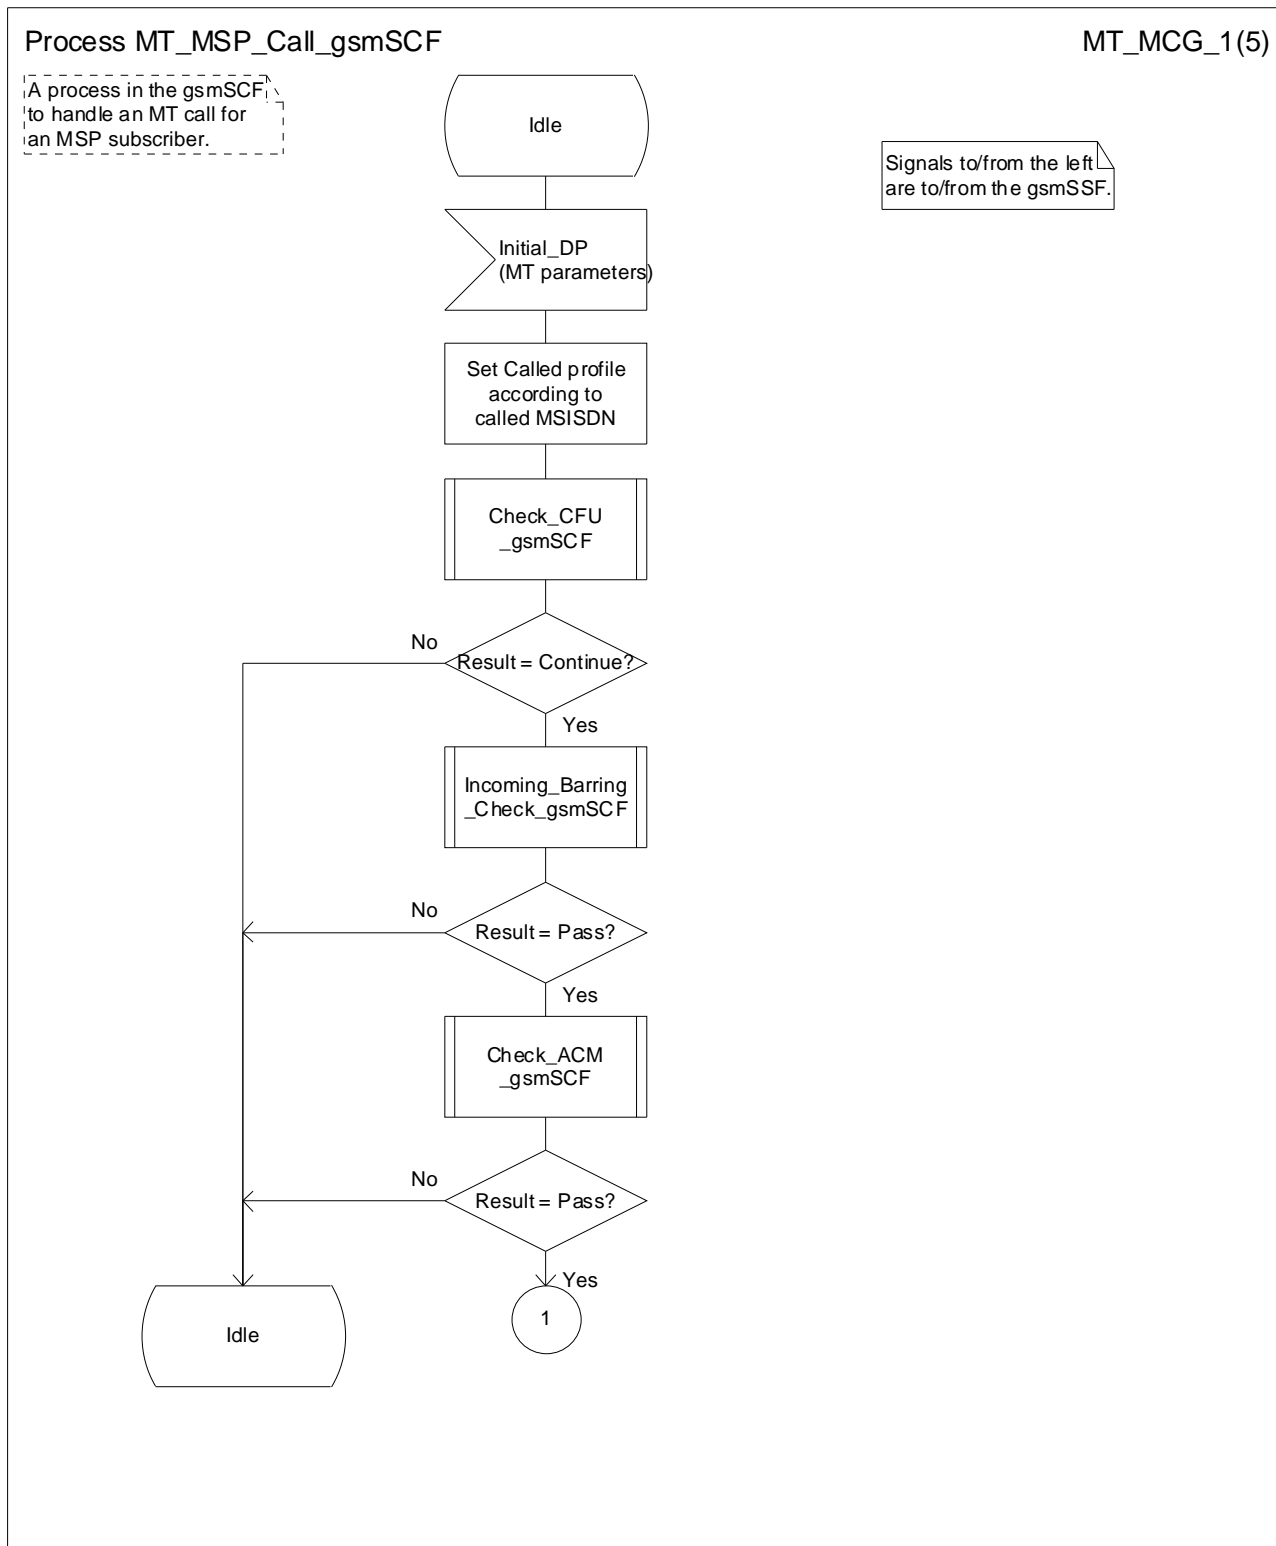 Process MT_MSP_Call_gsmSCF
MT_MCG_1(5)
A process in the gsmSCF
to handle an MT call for
an MSP subscriber.
Idle
Signals to/from the left
are to/from the gsmSSF.
Initial_DP
(MT parameters)
Set Called profile
according to
called MSISDN
Check_CFU
_gsmSCF
No
Result = Continue?
Yes
Incoming_Barring
_Check_gsmSCF
No
Result = Pass?
Yes
Check_ACM
_gsmSCF
No
Result = Pass?
Yes
1
Idle